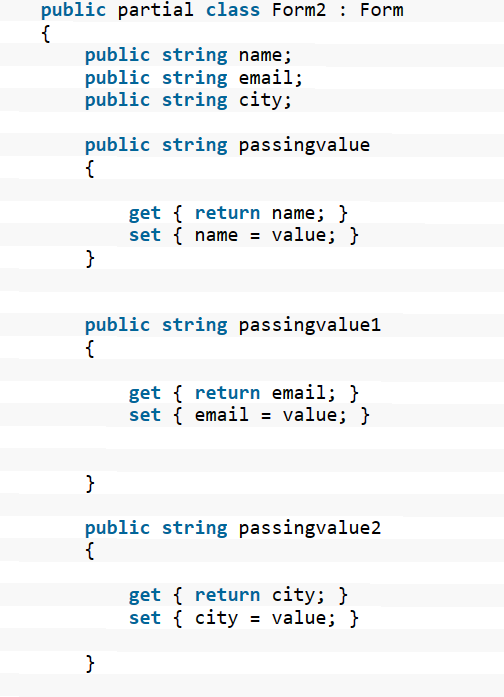 public partial class Form2 : Form
{
    public string name;
    public string email;
    public string city;
    public string passingvalue
    {
        get { return name; }
        set { name = value; }
    }
    public string passingvalue1
    {
        get { return email; }
        set { email = value; }
    }
    public string passingvalue2
    {
        get { return city; }
        set { city = value; }
    }